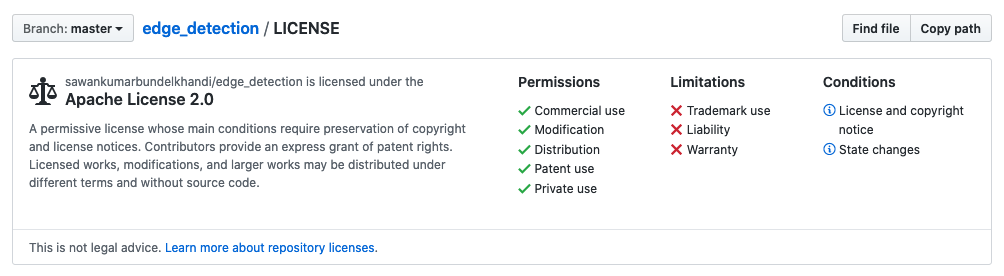 Branch: master
edge_detection / LICENSE
Find file
Copy path
sawankumarbundelkhandi/edge_detection is licensed under the
Apache License 2.0
A permissive license whose main conditions require preservation of copyright
and license notices. Contributors provide an express grant of patent rights.
Licensed works, modifications, and larger works may be distributed under
different terms and without source code.
Permissions
Commercial use
Modification
Distribution
Patent use
Private use
Limitations
Trademark use
Liability
Warranty
Conditions
License and copyright
notice
State changes
This is not legal advice. Learn more about repository licenses.